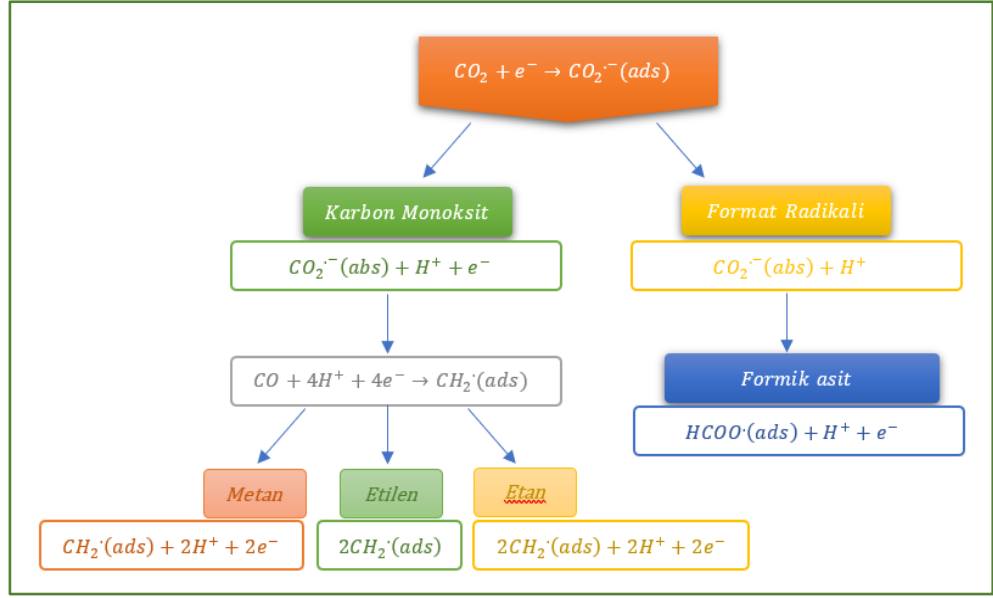 CO₂ + e⁻ → CO₂·⁻(ads)
Karbon Monoksit
CO₂·⁻(abs) + H⁺ + e⁻
Format Radikali
CO₂·⁻(abs) + H⁺
CO + 4H⁺ + 4e⁻ → CH₂·(ads)
Formik asit
HCOO·(ads) + H⁺ + e⁻
Metan
CH₂·(ads) + 2H⁺ + 2e⁻
Etilen
2CH₂·(ads)
Etan
2CH₂·(ads) + 2H⁺ + 2e⁻